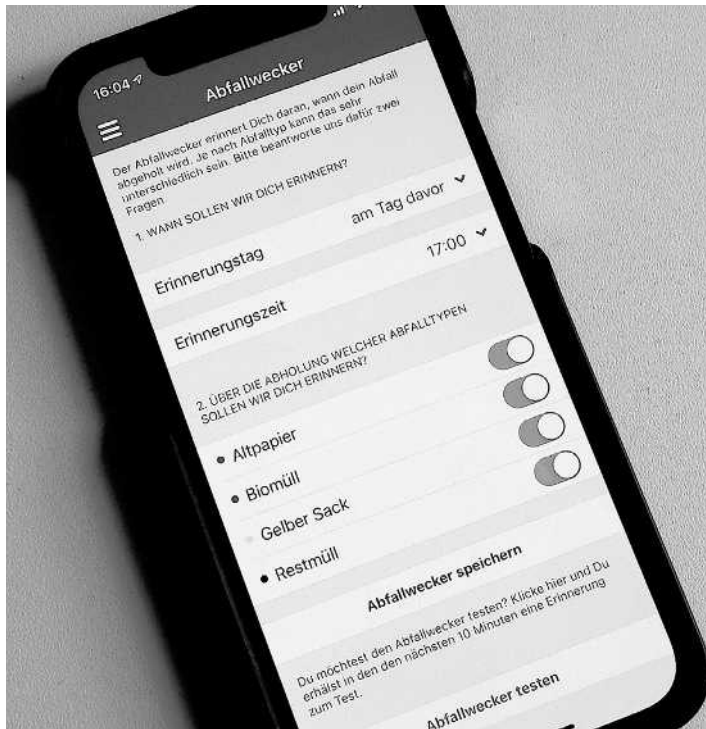 16:04
Abfallwecker
Der Abfallwecker erinnert Dich daran, wann dein Abfall
abgeholt wird. Je nach Abfalltyp kann das sehr
unterschiedlich sein. Bitte beantworte uns dafür zwei
Fragen
1. WANN SOLLEN WIR DICH ERINNERN?
Erinnerungstag am Tag davor
Erinnerungszeit 17:00
2. ÜBER DIE ABHOLUNG WELCHER ABFALLTYPEN
SOLLEN WIR DICH ERINNERN?
Altpapier
Biomüll
Gelber Sack
Restmüll
Abfallwecker speichern
Du möchtest den Abfallwecker testen? Klicke hier und Du
erhälst in den den nächsten 10 Minuten eine Erinnerung
zum Test.
Abfallwecker testen